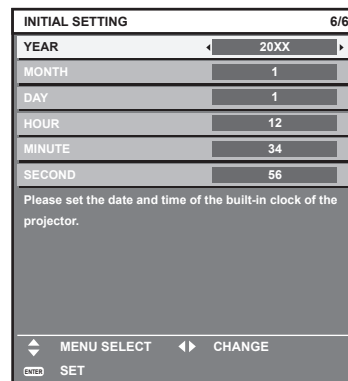 INITIAL SETTING 6/6
YEAR 20XX
MONTH 1
DAY 1
HOUR 12
MINUTE 34
SECOND 56
Please set the date and time of the built-in clock of the
projector.
MENU SELECT CHANGE
ENTER SET